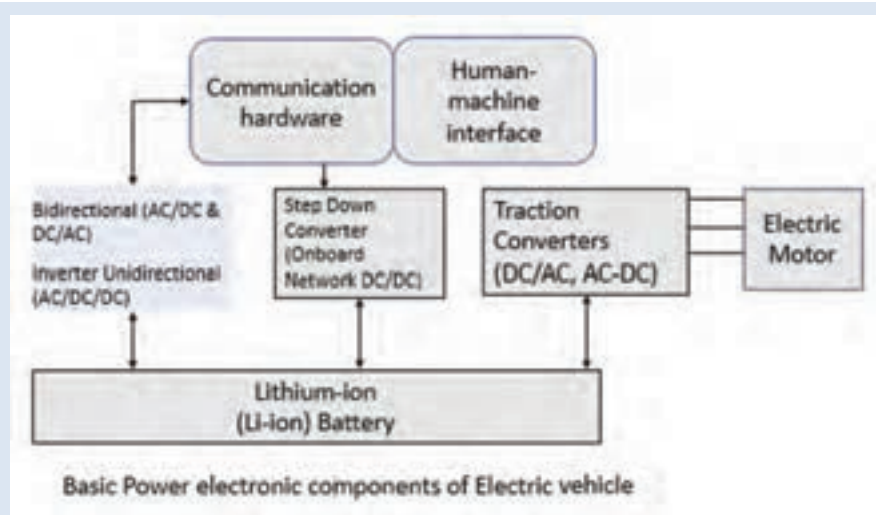 Communication
hardware
Human-
machine
interface
Bidirectional (AC/DC &
DC/AC)
Inverter Unidirectional
(AC/DC/DC)
Step Down
Converter
(Onboard
Network DC/DC)
Traction
Converters
(DC/AC, AC-DC)
Electric
Motor
Lithium-ion
(Li-ion) Battery
Basic Power electronic components of Electric vehicle